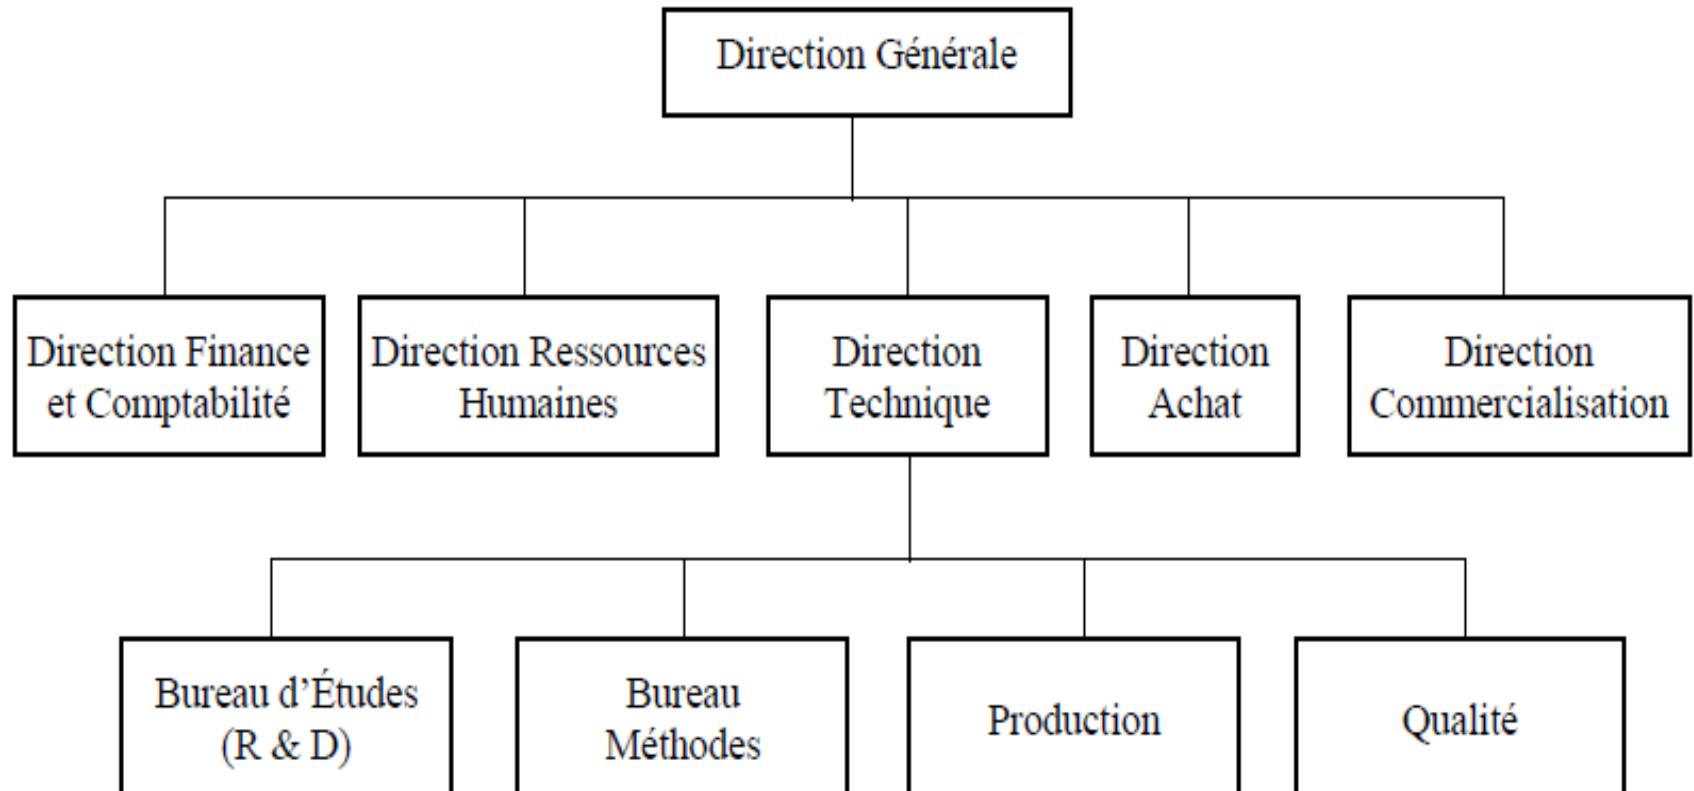 Direction Générale
Direction Finance
et Comptabilité
Direction Ressources
Humaines
Direction
Technique
Direction
Achat
Direction
Commercialisation
Bureau d’Études
(R & D)
Bureau
Méthodes
Production
Qualité